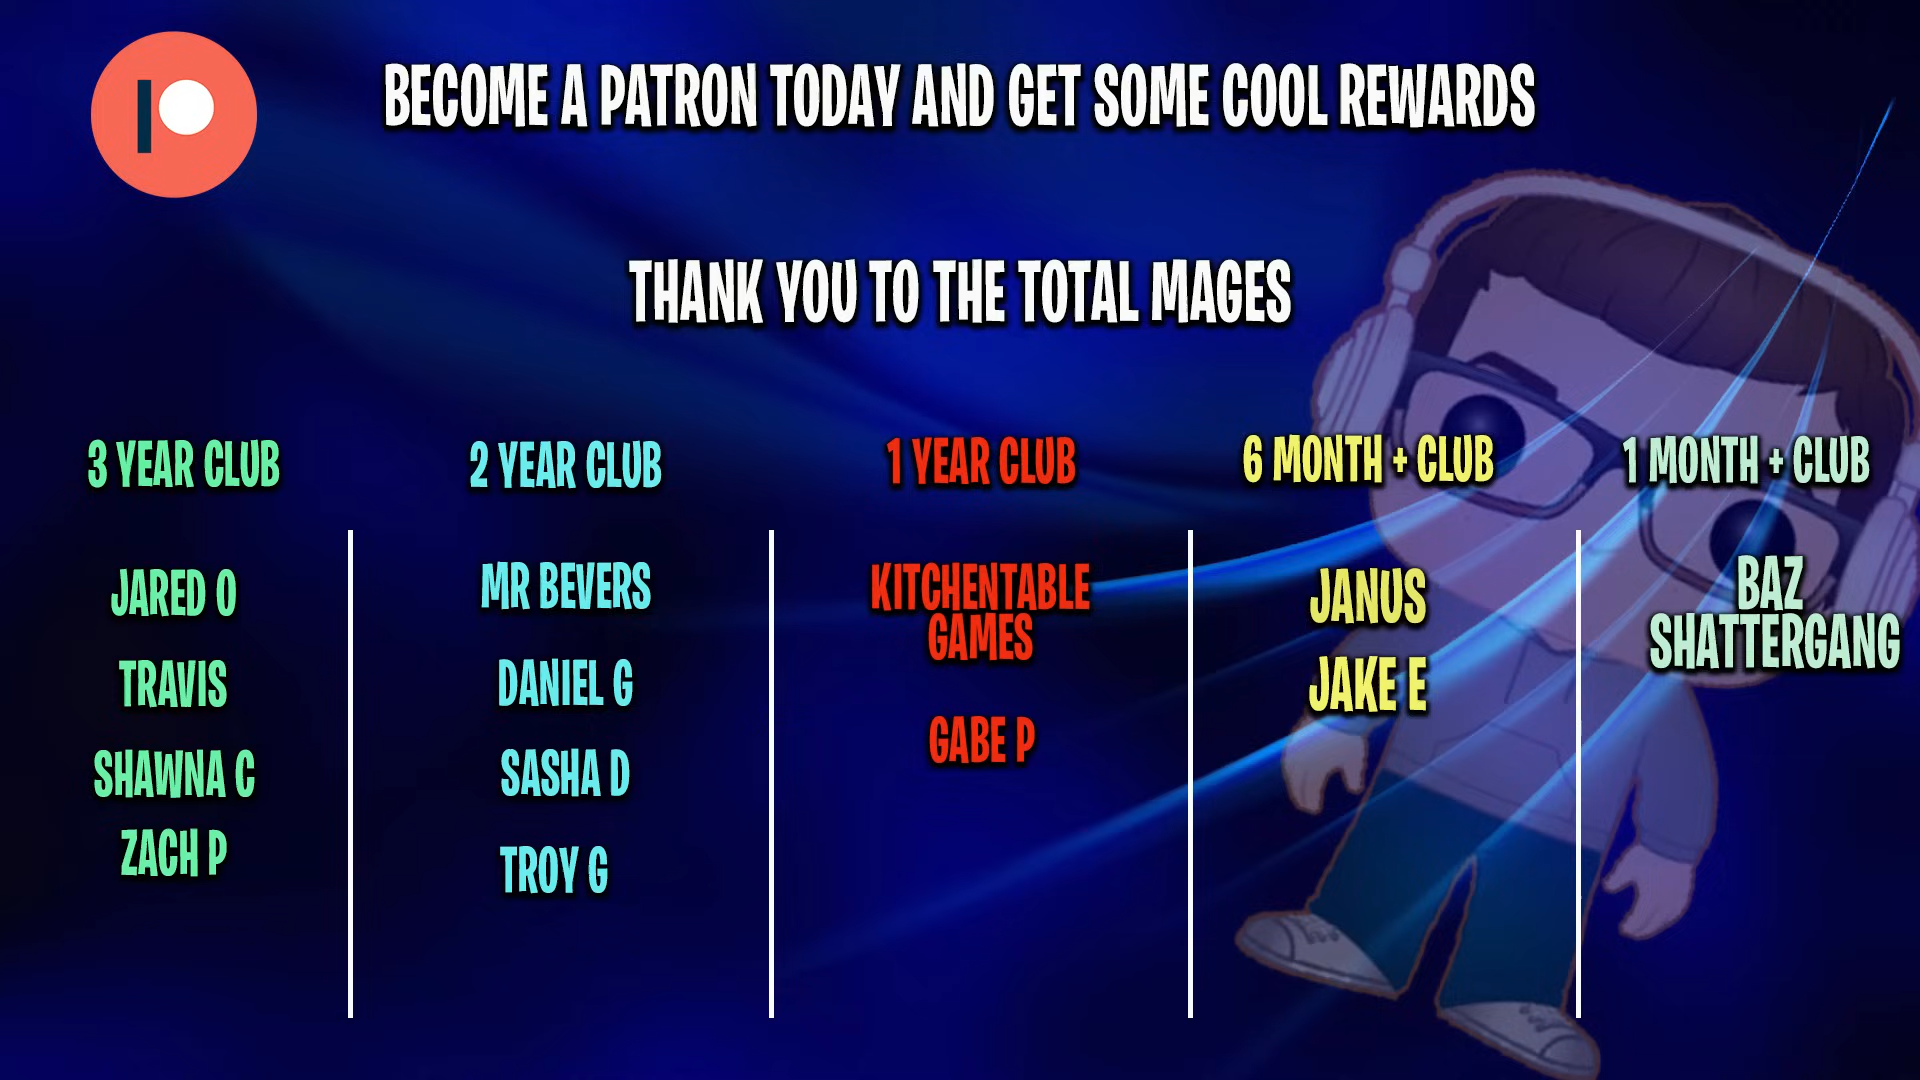 BECOME A PATRON TODAY AND GET SOME COOL REWARDS
THANK YOU TO THE TOTAL MAGES
3 YEAR CLUB
JARED O
TRAVIS
SHAWNA C
ZACH P
2 YEAR CLUB
MR BEVERS
DANIEL G
SASHA D
TROY G
1 YEAR CLUB
KITCHENTABLE
GAMES
GABE P
6 MONTH + CLUB
JANUS
JAKE E
1 MONTH + CLUB
BAZ
SHATTERGANG